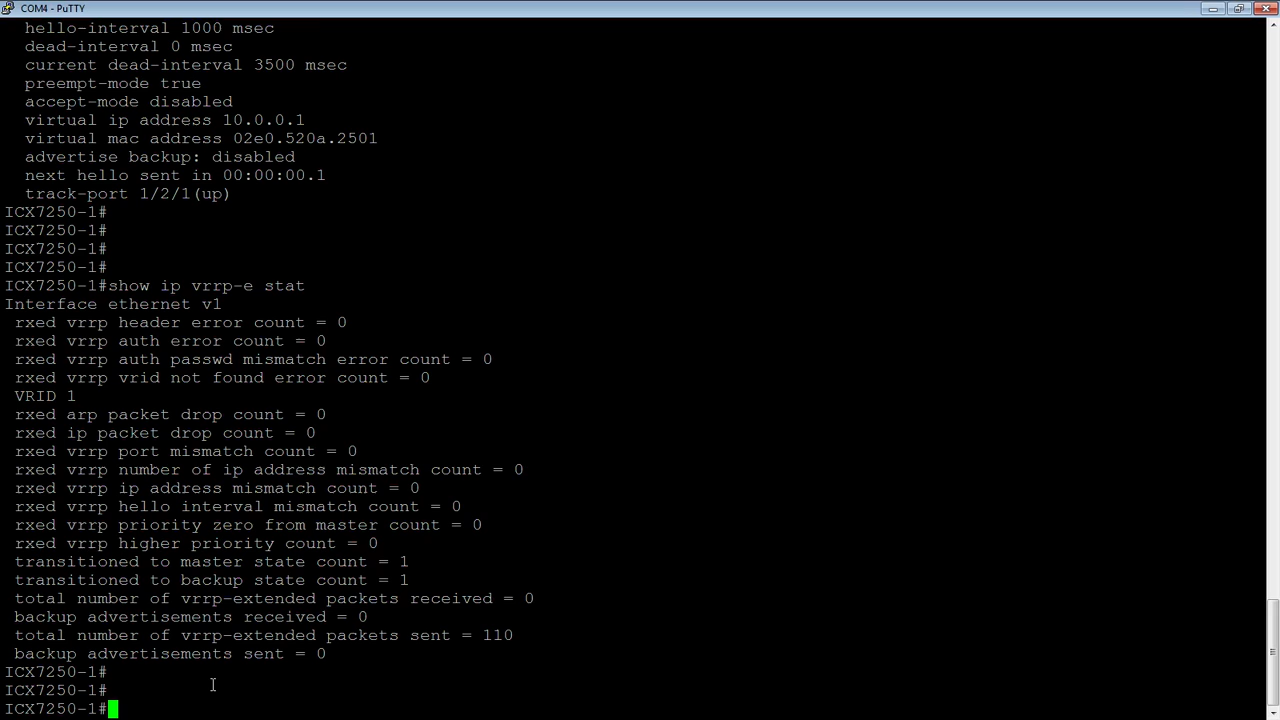 COM4 - PuTTY
hello-interval 1000 msec
dead-interval 0 msec
current dead-interval 3500 msec
preempt-mode true
accept-mode disabled
virtual ip address 10.0.0.1
virtual mac address 02e0.520a.2501
advertise backup: disabled
next hello sent in 00:00:00.1
track-port 1/2/1(up)
ICX7250-1#
ICX7250-1#
ICX7250-1#
ICX7250-1#
ICX7250-1#show ip vrrp-e stat
Interface ethernet v1
rxed vrrp header error count = 0
rxed vrrp auth error count = 0
rxed vrrp auth passwd mismatch error count = 0
rxed vrrp vrid not found error count = 0
VRID 1
rxed arp packet drop count = 0
rxed ip packet drop count = 0
rxed vrrp port mismatch count = 0
rxed vrrp number of ip address mismatch count = 0
rxed vrrp ip address mismatch count = 0
rxed vrrp hello interval mismatch count = 0
rxed vrrp priority zero from master count = 0
rxed vrrp higher priority count = 0
transitioned to master state count = 1
transitioned to backup state count = 1
total number of vrrp-extended packets received = 0
backup advertisements received = 0
total number of vrrp-extended packets sent = 110
backup advertisements sent = 0
ICX7250-1#
ICX7250-1#
ICX7250-1#